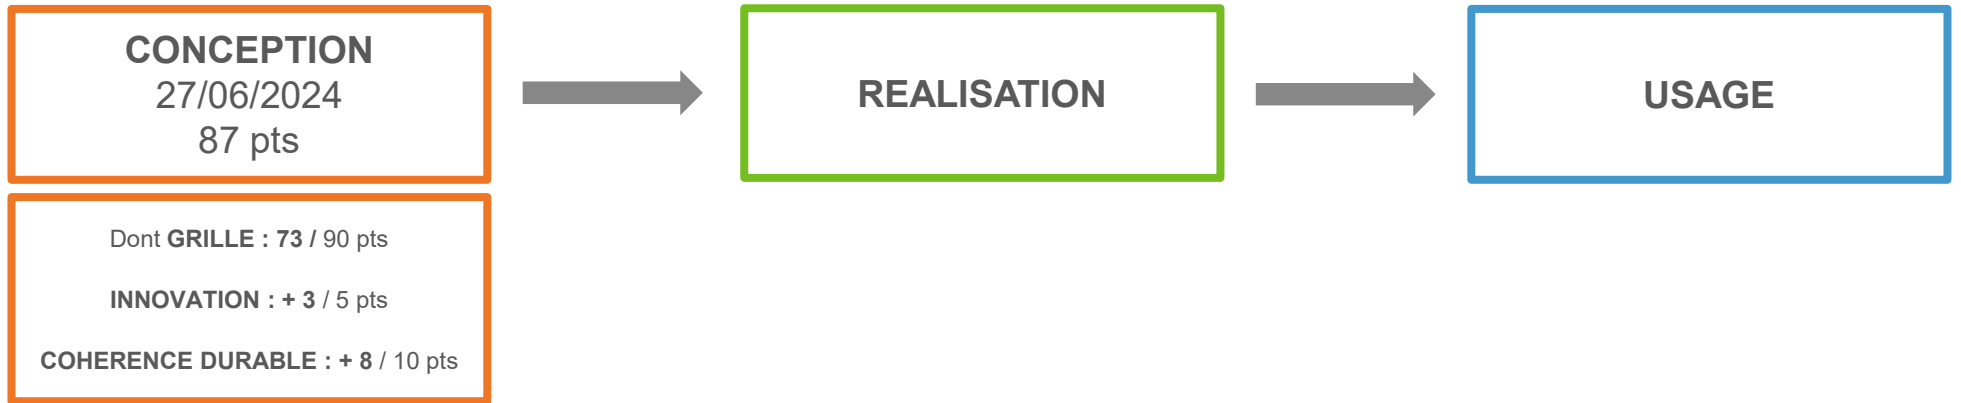 CONCEPTION
27/06/2024
87 pts
REALISATION
USAGE
Dont GRILLE : 73 / 90 pts
INNOVATION : + 3 / 5 pts
COHERENCE DURABLE : + 8 / 10 pts